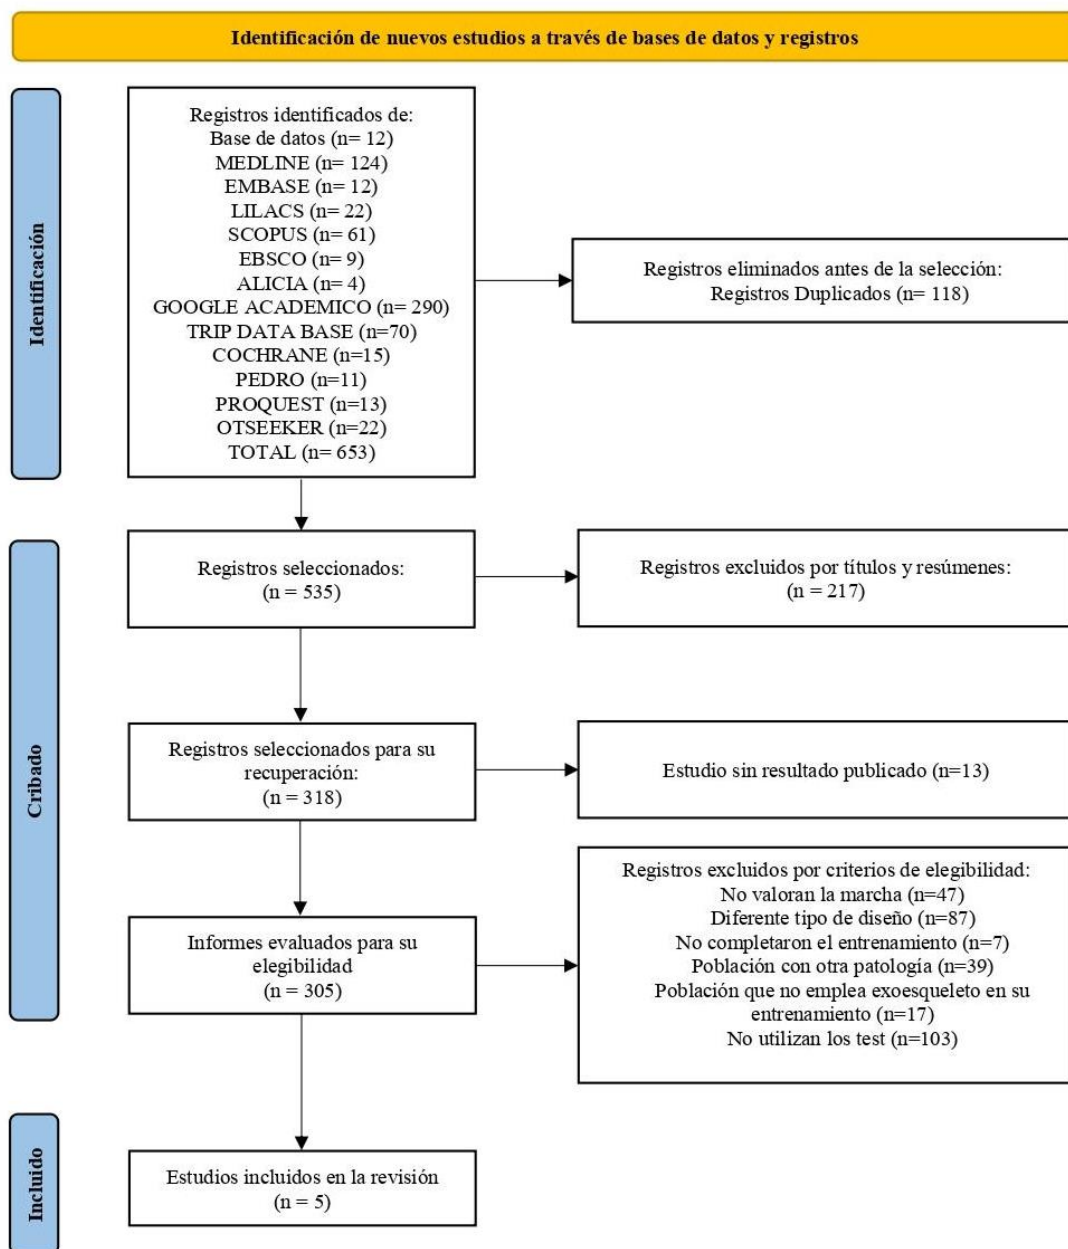 Identificación de nuevos estudios a través de bases de datos y registros
Identificación
Registros identificados de:
Base de datos (n= 12)
MEDLINE (n= 124)
EMBASE (n= 12)
LILACS (n= 22)
SCOPUS (n= 61)
EBSCO (n= 9)
ALICIA (n= 4)
GOOGLE ACADEMICO (n= 290)
TRIP DATA BASE (n=70)
COCHRANE (n=15)
PEDRO (n=11)
PROQUEST (n=13)
OTSEEKER (n=22)
TOTAL (n= 653)
Registros eliminados antes de la selección:
Registros Duplicados (n= 118)
Cribado
Registros seleccionados:
(n = 535)
Registros excluidos por títulos y resúmenes:
(n = 217)
Registros seleccionados para su
recuperación:
(n = 318)
Estudio sin resultado publicado (n=13)
Informes evaluados para su
elegibilidad
(n = 305)
Registros excluidos por criterios de elegibilidad:
No valoran la marcha (n=47)
Diferente tipo de diseño (n=87)
No completaron el entrenamiento (n=7)
Población con otra patología (n=39)
Población que no emplea exoesqueleto en su
entrenamiento (n=17)
No utilizan los test (n=103)
Incluido
Estudios incluidos en la revisión
(n = 5)